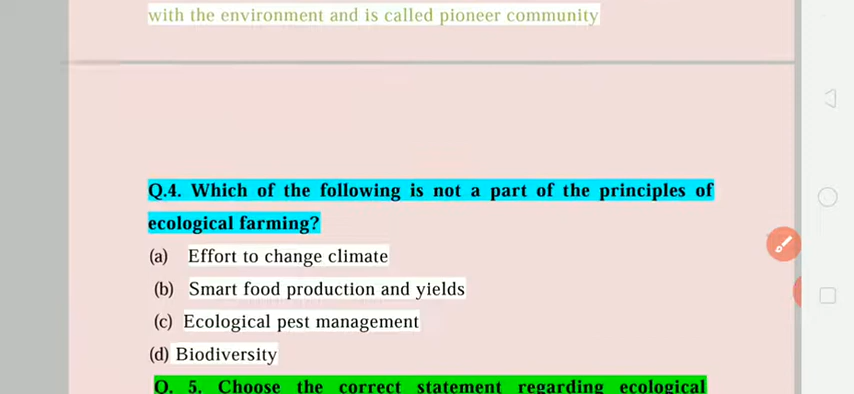 with the environment and is called pioneer community
Q.4. Which of the following is not a part of the principles of
ecological farming?
(a) Effort to change climate
(b) Smart food production and yields
(c) Ecological pest management
(d) Biodiversity
Q. 5. Choose the correct statement regarding ecological